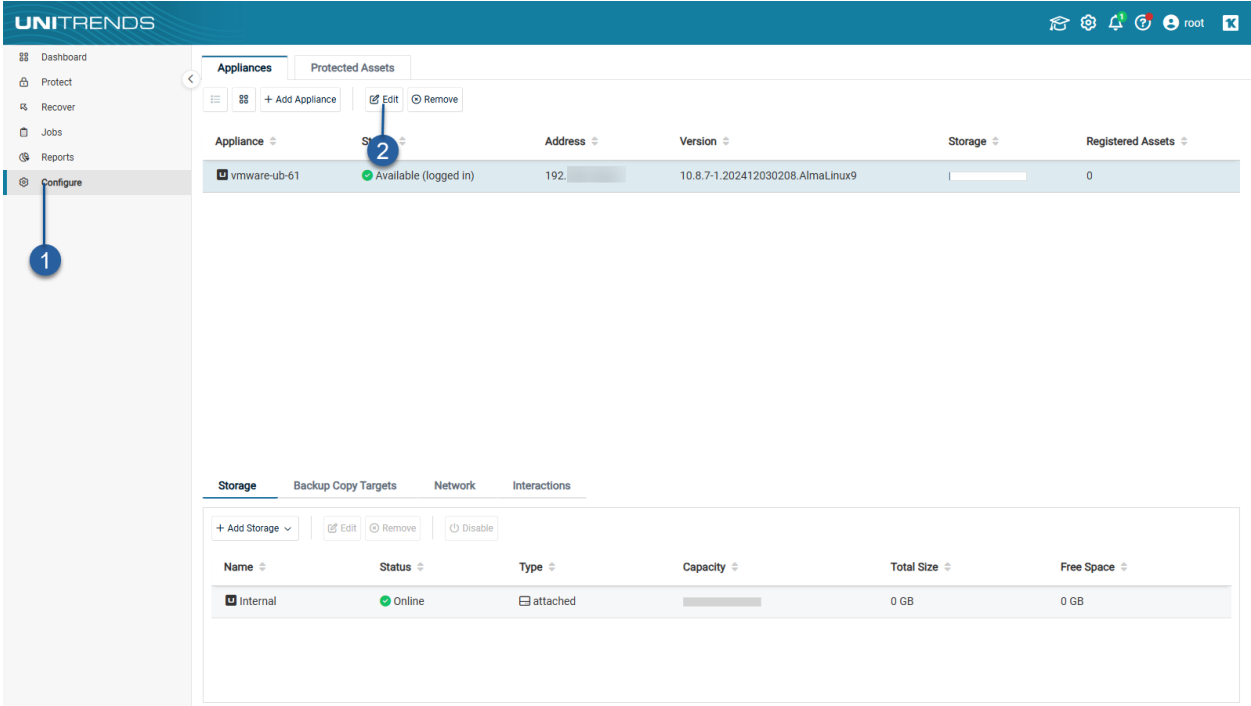 UNITRENDS
1
root
Dashboard
Protect
Recover
Jobs
Reports
Configure
1
Appliances Protected Assets
+ Add Appliance Edit Remove
2
Appliance Address Version Storage Registered Assets
vmware-ub-61 Available (logged in) 192. 10.8.7-1.202412030208.AlmaLinux9 0
Storage Backup Copy Targets Network Interactions
+ Add Storage Edit Remove Disable
Name Status Type Capacity Total Size Free Space
Internal Online attached 0 GB 0 GB